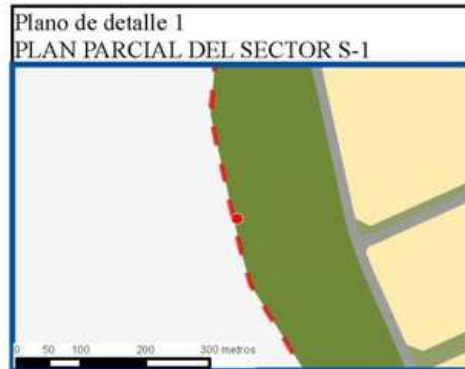 Plano de detalle 1
PLAN PARCIAL DEL SECTOR S-1
0 50 100 200 300 metros